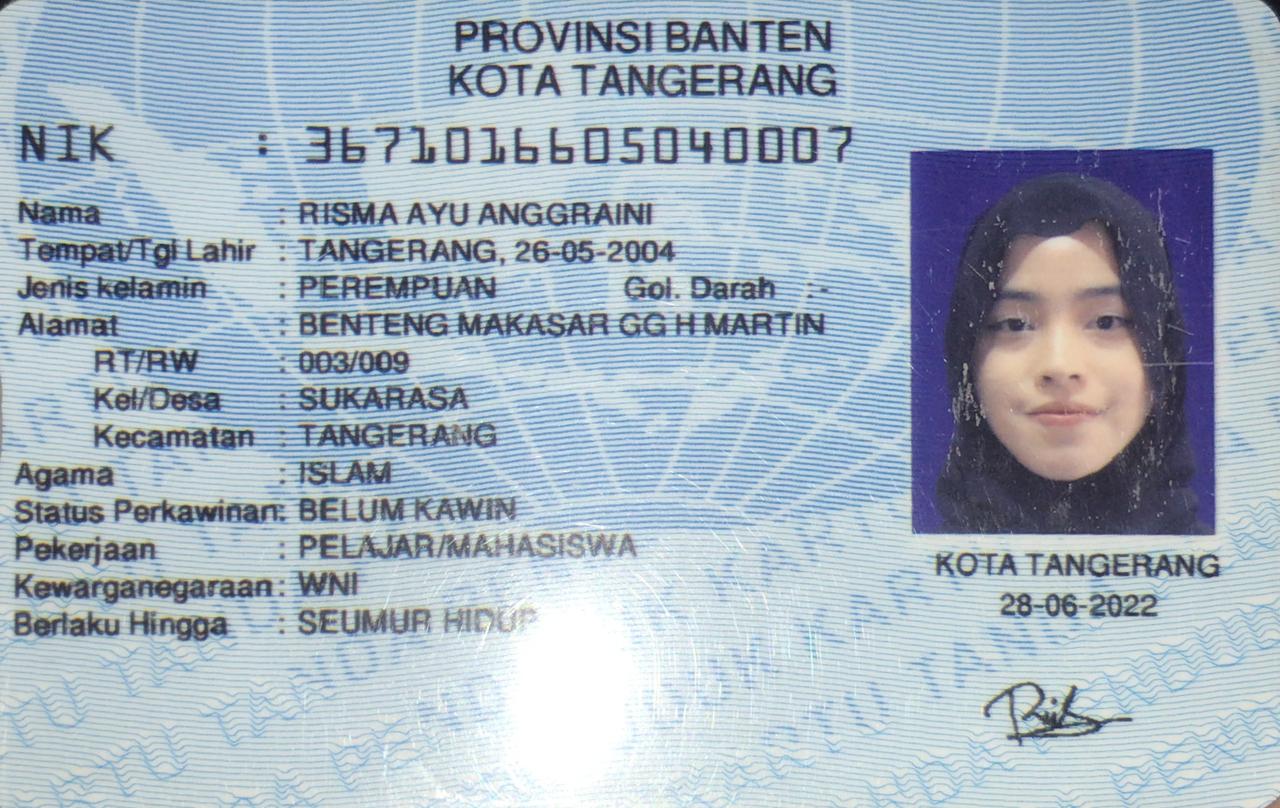 PROVINSI BANTEN
KOTA TANGERANG
NIK : 3671016605040007
Nama : RISMA AYU ANGGRAINI
Tempat/Tgl Lahir : TANGERANG, 26-05-2004
Jenis kelamin : PEREMPUAN Gol. Darah : -
Alamat : BENTENG MAKASAR GG H MARTIN
RT/RW : 003/009
Kel/Desa : SUKARASA
Kecamatan : TANGERANG
Agama : ISLAM
Status Perkawinan: BELUM KAWIN
Pekerjaan : PELAJAR/MAHASISWA
Kewarganegaraan : WNI
Berlaku Hingga : SEUMUR HIDUP
KOTA TANGERANG
28-06-2022